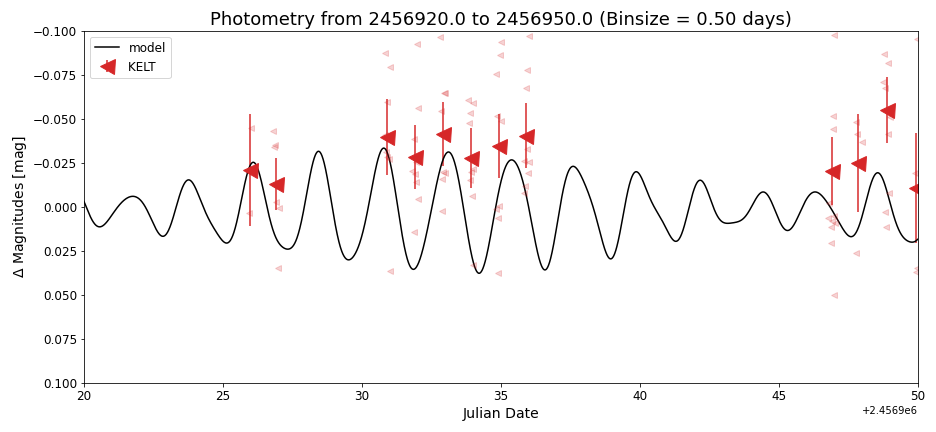 Photometry from 2456920.0 to 2456950.0 (Binsize = 0.50 days)
model
KELT
Δ Magnitudes [mag]
−0.100
−0.075
−0.050
−0.025
0.000
0.025
0.050
0.075
0.100
20 25 30 35 40 45 50
+2.4569e6
Julian Date